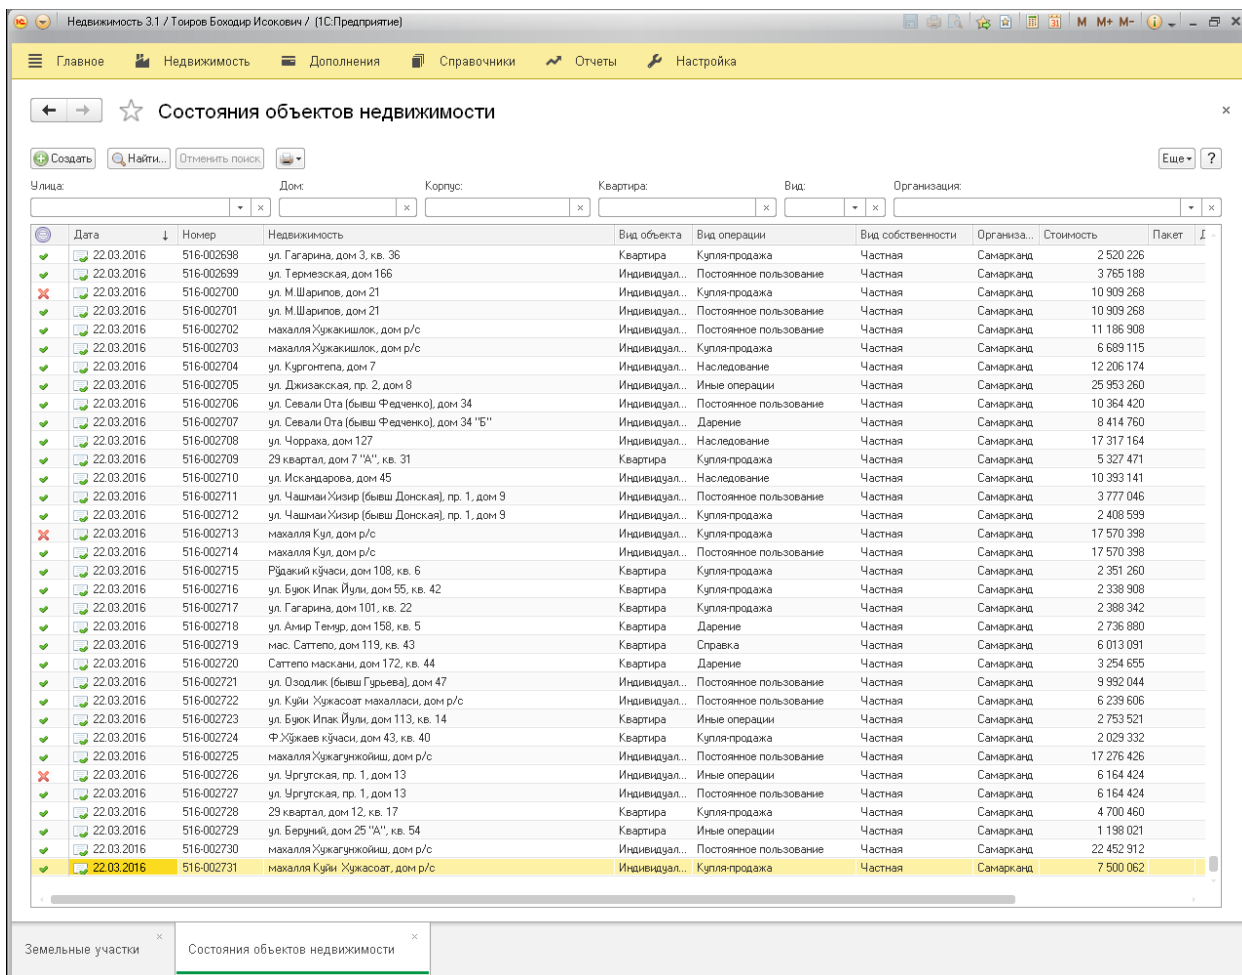 Недвижимость 3.1 / Тоиров Боходир Исокович / (1С:Предприятие) 31 M M+ M-
Главное Недвижимость Дополнения Справочники Отчеты Настройка
Состояния объектов недвижимости
Создать Найти... Отменить поиск Еще ?
Улица: Дом: Корпус: Квартира: Вид: Организация:
Дата ↓ Номер Недвижимость Вид объекта Вид операции Вид собственности Организа... Стоимость Пакет
22.03.2016 516-002698 ул. Гагарина, дом 3, кв. 36 Квартира Купля-продажа Частная Самарканд 2 520 226
22.03.2016 516-002699 ул. Термезская, дом 166 Индивидуал... Постоянное пользование Частная Самарканд 3 765 188
22.03.2016 516-002700 ул. М.Шарипов, дом 21 Индивидуал... Купля-продажа Частная Самарканд 10 909 268
22.03.2016 516-002701 ул. М.Шарипов, дом 21 Индивидуал... Постоянное пользование Частная Самарканд 10 909 268
22.03.2016 516-002702 махалля Хужакишлок, дом р/с Индивидуал... Постоянное пользование Частная Самарканд 11 186 908
22.03.2016 516-002703 махалля Хужакишлок, дом р/с Индивидуал... Купля-продажа Частная Самарканд 6 689 115
22.03.2016 516-002704 ул. Кургонтепа, дом 7 Индивидуал... Наследование Частная Самарканд 12 206 174
22.03.2016 516-002705 ул. Джизакская, пр. 2, дом 8 Индивидуал... Иные операции Частная Самарканд 25 953 260
22.03.2016 516-002706 ул. Севали Ота (бывш Федченко), дом 34 Индивидуал... Постоянное пользование Частная Самарканд 10 364 420
22.03.2016 516-002707 ул. Севали Ота (бывш Федченко), дом 34 "Б" Индивидуал... Дарение Частная Самарканд 8 414 760
22.03.2016 516-002708 ул. Чорраха, дом 127 Индивидуал... Наследование Частная Самарканд 17 317 164
22.03.2016 516-002709 29 квартал, дом 7 "А", кв. 31 Квартира Купля-продажа Частная Самарканд 5 327 471
22.03.2016 516-002710 ул. Искандарова, дом 45 Индивидуал... Наследование Частная Самарканд 10 393 141
22.03.2016 516-002711 ул. Чашмаи Хизир (бывш Донская), пр. 1, дом 9 Индивидуал... Постоянное пользование Частная Самарканд 3 777 046
22.03.2016 516-002712 ул. Чашмаи Хизир (бывш Донская), пр. 1, дом 9 Индивидуал... Купля-продажа Частная Самарканд 2 408 599
22.03.2016 516-002713 махалля Кул, дом р/с Индивидуал... Купля-продажа Частная Самарканд 17 570 398
22.03.2016 516-002714 махалля Кул, дом р/с Индивидуал... Постоянное пользование Частная Самарканд 17 570 398
22.03.2016 516-002715 Рўдакий кўчаси, дом 108, кв. 6 Квартира Купля-продажа Частная Самарканд 2 351 260
22.03.2016 516-002716 ул. Буюк Ипак Йули, дом 55, кв. 42 Квартира Купля-продажа Частная Самарканд 2 338 908
22.03.2016 516-002717 ул. Гагарина, дом 101, кв. 22 Квартира Купля-продажа Частная Самарканд 2 388 342
22.03.2016 516-002718 ул. Амир Темур, дом 158, кв. 5 Квартира Дарение Частная Самарканд 2 736 880
22.03.2016 516-002719 мас. Саттепо, дом 119, кв. 43 Квартира Справка Частная Самарканд 6 013 091
22.03.2016 516-002720 Саттепо маскани, дом 172, кв. 44 Квартира Дарение Частная Самарканд 3 254 655
22.03.2016 516-002721 ул. Озодлик (бывш Гурьева), дом 47 Индивидуал... Постоянное пользование Частная Самарканд 9 992 044
22.03.2016 516-002722 ул. Куйи Хужасоат махалласи, дом р/с Индивидуал... Постоянное пользование Частная Самарканд 6 239 606
22.03.2016 516-002723 ул. Буюк Ипак Йули, дом 113, кв. 14 Квартира Иные операции Частная Самарканд 2 753 521
22.03.2016 516-002724 Ф.Хўжаев кўчаси, дом 43, кв. 40 Квартира Купля-продажа Частная Самарканд 2 029 332
22.03.2016 516-002725 махалля Хужагунжойиш, дом р/с Индивидуал... Постоянное пользование Частная Самарканд 17 276 426
22.03.2016 516-002726 ул. Ургутская, пр. 1, дом 13 Индивидуал... Иные операции Частная Самарканд 6 164 424
22.03.2016 516-002727 ул. Ургутская, пр. 1, дом 13 Индивидуал... Постоянное пользование Частная Самарканд 6 164 424
22.03.2016 516-002728 29 квартал, дом 12, кв. 17 Квартира Купля-продажа Частная Самарканд 4 700 460
22.03.2016 516-002729 ул. Беруний, дом 25 "А", кв. 54 Квартира Иные операции Частная Самарканд 1 198 021
22.03.2016 516-002730 махалля Хужагунжойиш, дом р/с Индивидуал... Постоянное пользование Частная Самарканд 22 452 912
22.03.2016 516-002731 махалля Куйи Хужасоат, дом р/с Индивидуал... Купля-продажа Частная Самарканд 7 500 062
Земельные участки Состояния объектов недвижимости